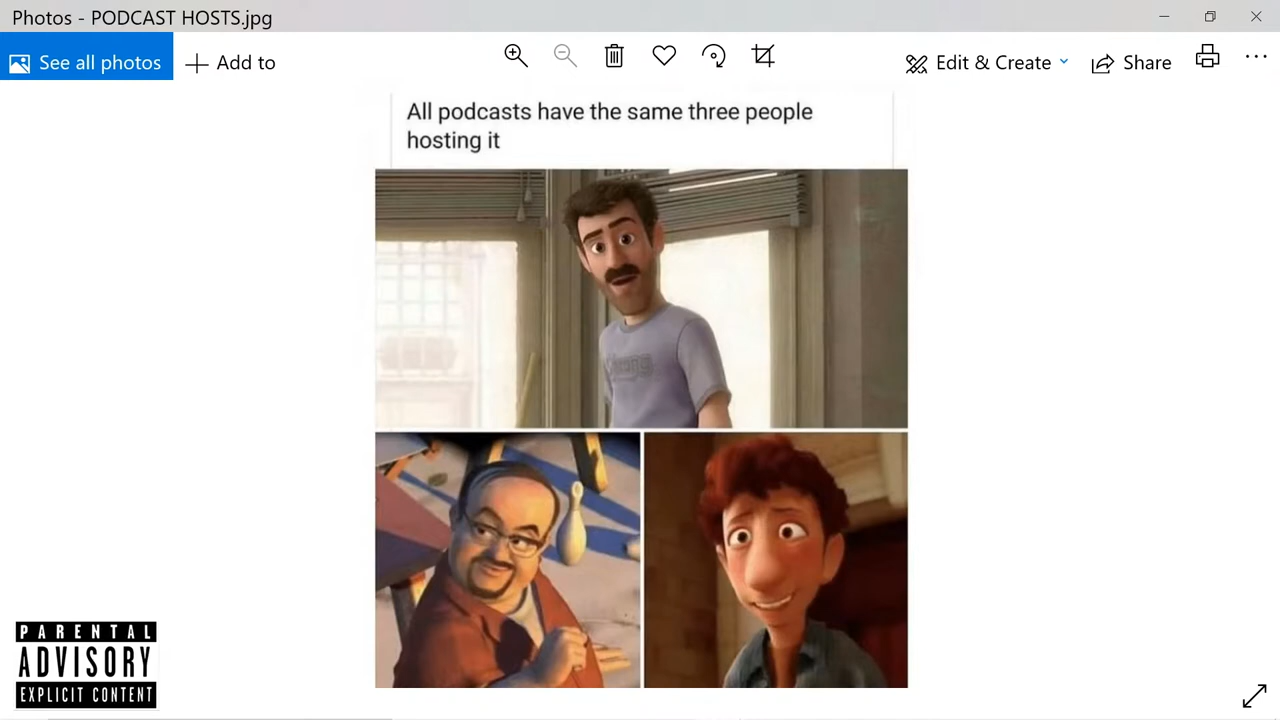 Photos - PODCAST HOSTS.jpg
See all photos
Add to
Edit & Create
Share
All podcasts have the same three people
hosting it
PARENTAL
ADVISORY
EXPLICIT CONTENT